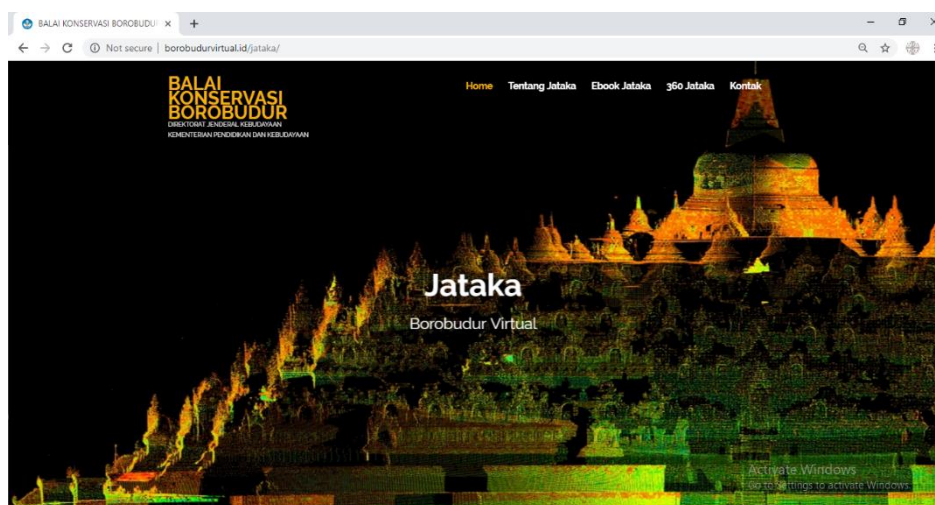 BALAI KONSERVASI BOROBUDU
Not secure | borobudurvirtual.id/jataka/
BALAI
KONSERVASI
BOROBUDUR
DIREKTORAT JENDERAL KEBUDAYAAN
KEMENTERIAN PENDIDIKAN DAN KEBUDAYAAN
Home Tentang Jataka Ebook Jataka 360 Jataka Kontak
Jataka
Borobudur Virtual
Activate Windows
Go to Settings to activate Windows.